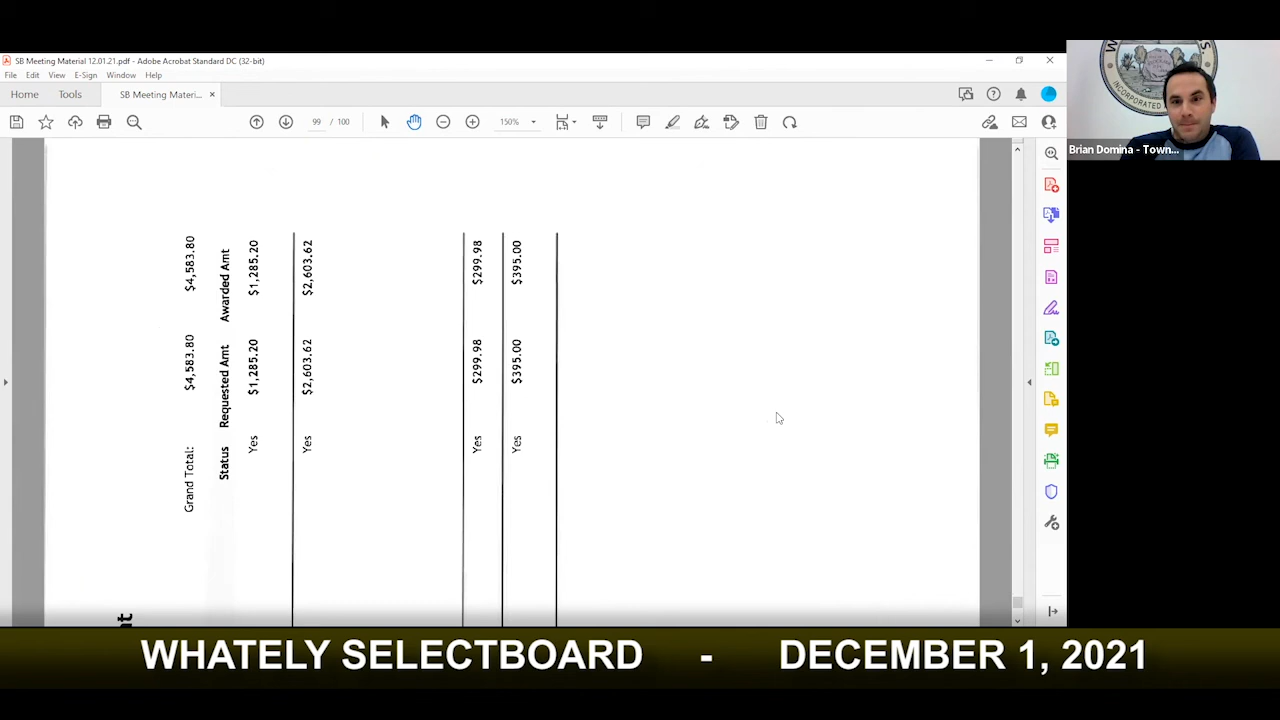 SB Meeting Material 12.01.21.pdf - Adobe Acrobat Standard DC (32-bit)
File Edit View E-Sign Window Help
Home Tools SB Meeting Materi... ×
99 / 100 150%
Grand Total: $4,583.80 $4,583.80
Status Requested Amt Awarded Amt
Yes $1,285.20 $1,285.20
Yes $2,603.62 $2,603.62
Yes $299.98 $299.98
Yes $395.00 $395.00
nt
INCORPORATED
Brian Domina - Town...
WHATELY SELECTBOARD - DECEMBER 1, 2021